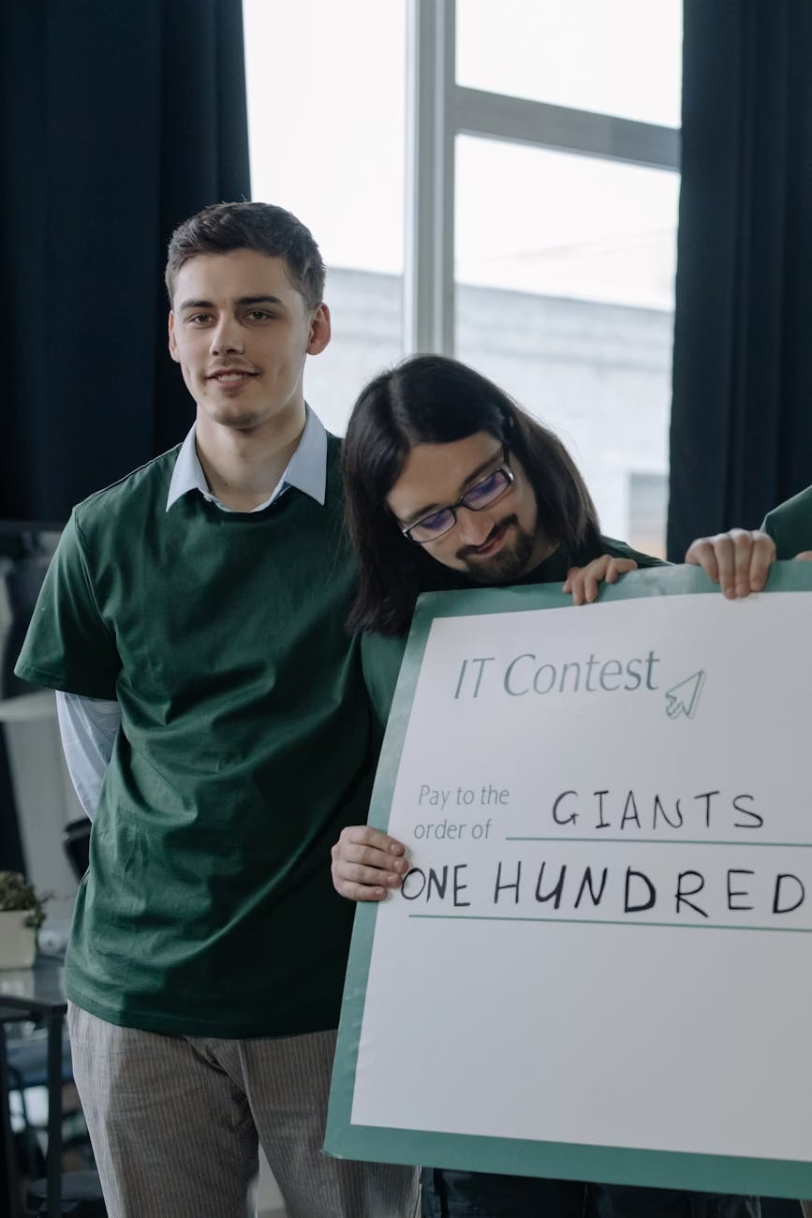 IT Contest
Pay to the
order of GIANTS
ONE HUNDRED